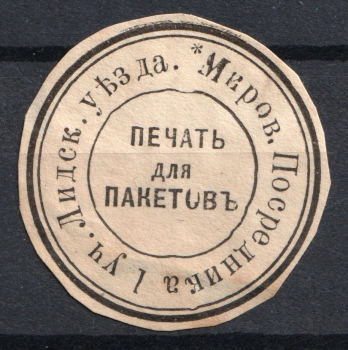 *Миров. Посредника 1 уч. Лидск. уѣзда.
ПЕЧАТЬ
для
ПАКЕТОВЪ